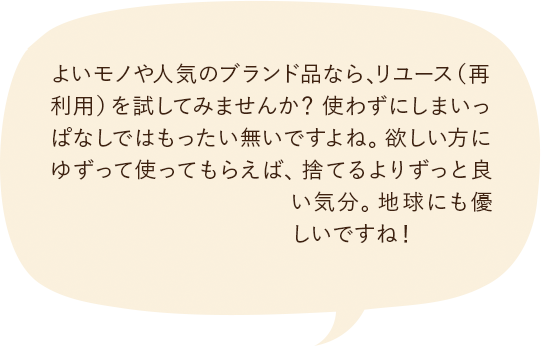 よいモノや人気のブランド品なら、リユース（再
利用）を試してみませんか？ 使わずにしまいっ
ぱなしではもったい無いですよね。欲しい方に
ゆずって使ってもらえば、捨てるよりずっと良
い気分。地球にも優
しいですね！